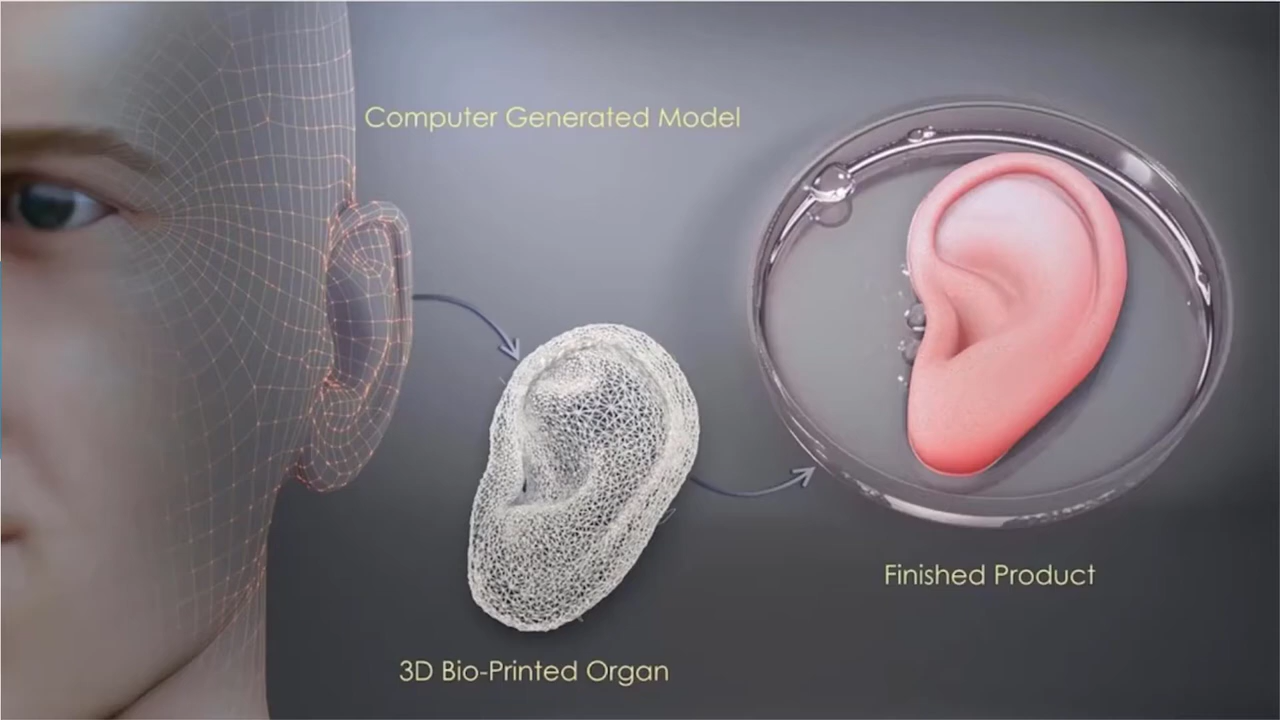 Computer Generated Model
3D Bio-Printed Organ
Finished Product